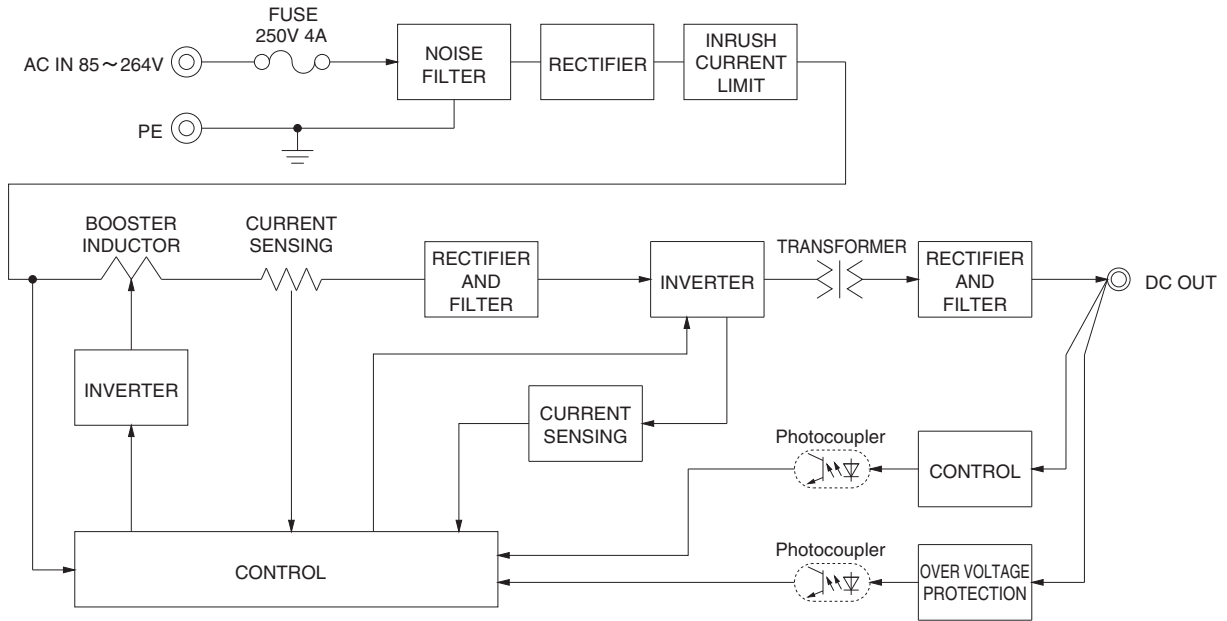 FUSE
250V 4A
AC IN 85～264V
NOISE
FILTER
RECTIFIER
INRUSH
CURRENT
LIMIT
PE
BOOSTER
INDUCTOR
CURRENT
SENSING
RECTIFIER
AND
FILTER
INVERTER
TRANSFORMER
RECTIFIER
AND
FILTER
DC OUT
INVERTER
CURRENT
SENSING
Photocoupler
CONTROL
CONTROL
Photocoupler
OVER VOLTAGE
PROTECTION